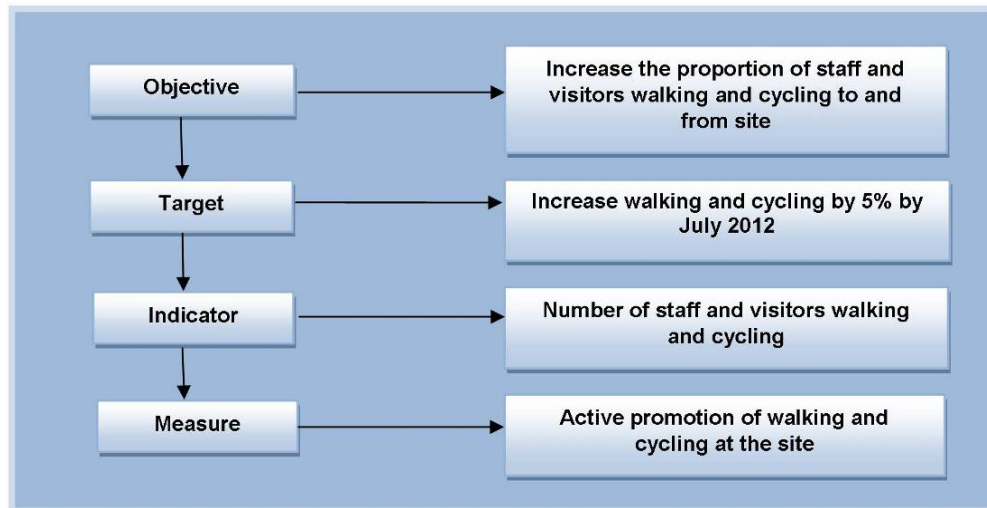 Objective
Increase the proportion of staff and
visitors walking and cycling to and
from site
Target
Increase walking and cycling by 5% by
July 2012
Indicator
Number of staff and visitors walking
and cycling
Measure
Active promotion of walking and
cycling at the site